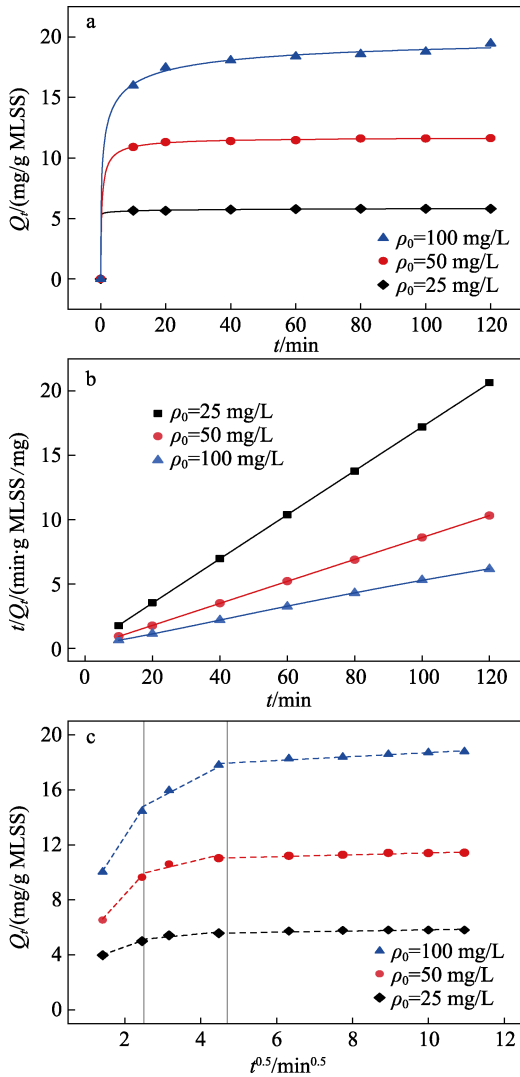 a
20
15
10
5
0
Qt/(mg/g MLSS)
ρ0=100 mg/L
ρ0=50 mg/L
ρ0=25 mg/L
0 20 40 60 80 100 120
t/min
b
20
15
10
5
0
t/Qt/(min·g MLSS/mg)
ρ0=25 mg/L
ρ0=50 mg/L
ρ0=100 mg/L
0 20 40 60 80 100 120
t/min
c
20
16
12
8
4
0
Qt/(mg/g MLSS)
ρ0=100 mg/L
ρ0=50 mg/L
ρ0=25 mg/L
2 4 6 8 10 12
t0.5/min0.5